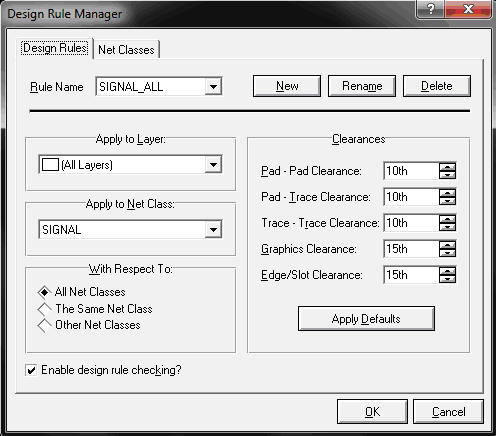 Design Rule Manager
? X
Design Rules Net Classes
Rule Name SIGNAL_ALL New Rename Delete
Apply to Layer:
(All Layers)
Apply to Net Class:
SIGNAL
With Respect To:
All Net Classes
The Same Net Class
Other Net Classes
Clearances
Pad - Pad Clearance: 10th
Pad - Trace Clearance: 10th
Trace - Trace Clearance: 10th
Graphics Clearance: 15th
Edge/Slot Clearance: 15th
Apply Defaults
Enable design rule checking?
OK Cancel